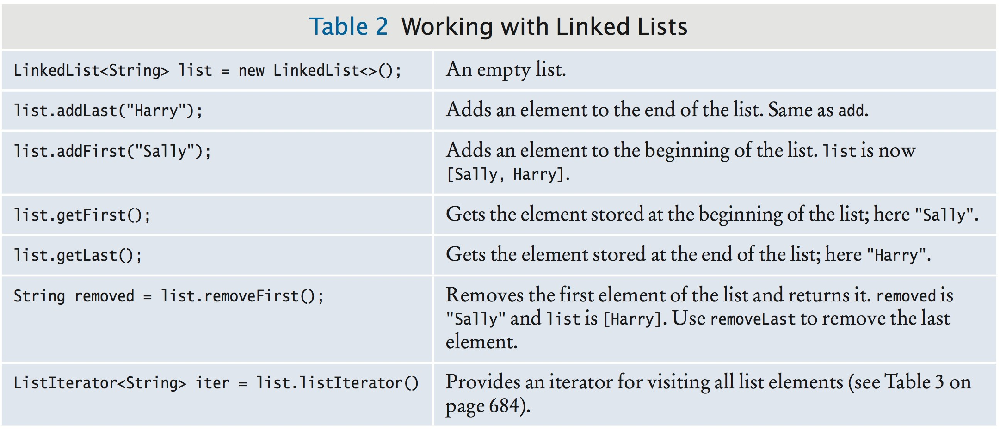 Table 2 Working with Linked Lists
LinkedList<String> list = new LinkedList<>();
An empty list.
list.addLast("Harry");
Adds an element to the end of the list. Same as add.
list.addFirst("Sally");
Adds an element to the beginning of the list. list is now
[Sally, Harry].
list.getFirst();
Gets the element stored at the beginning of the list; here "Sally".
list.getLast();
Gets the element stored at the end of the list; here "Harry".
String removed = list.removeFirst();
Removes the first element of the list and returns it. removed is
"Sally" and list is [Harry]. Use removeLast to remove the last
element.
ListIterator<String> iter = list.listIterator()
Provides an iterator for visiting all list elements (see Table 3 on
page 684).